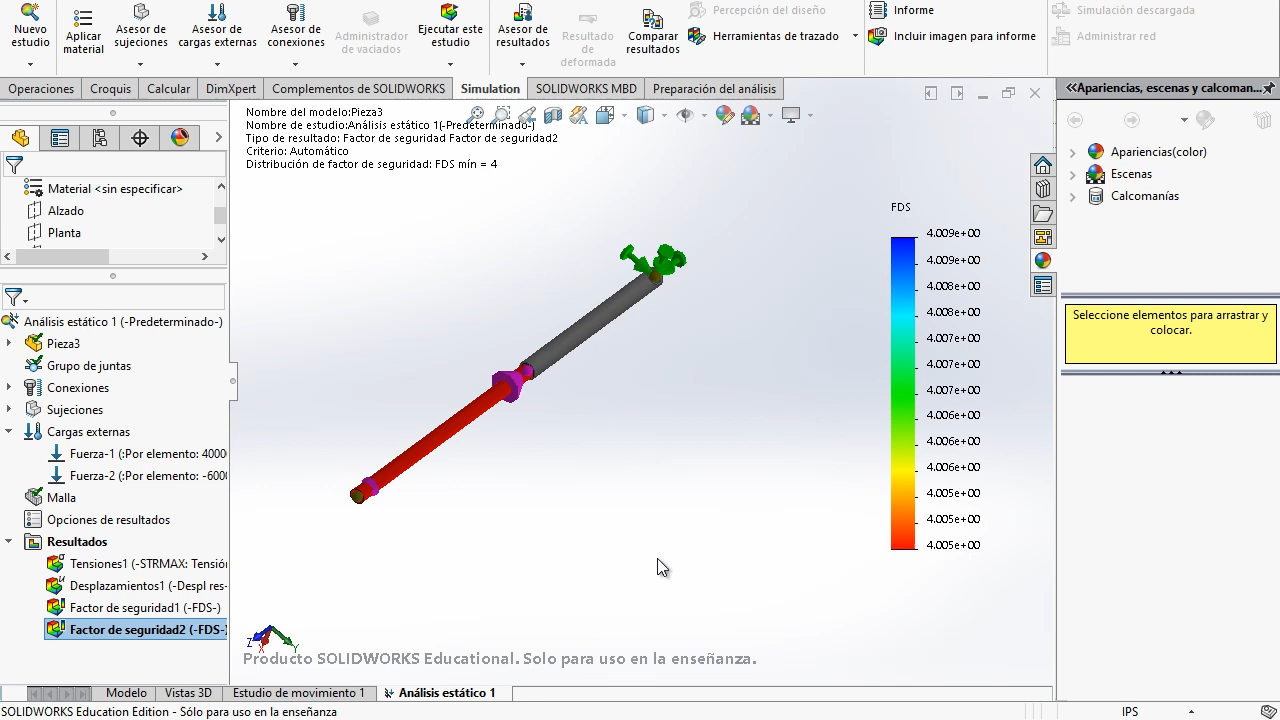 Nuevo estudio
Aplicar material
Asesor de sujeciones
Asesor de cargas externas
Asesor de conexiones
Administrador de vaciados
Ejecutar este estudio
Asesor de resultados
Resultado de deformada
Comparar resultados
Percepción del diseño
Herramientas de trazado
Informe
Incluir imagen para informe
Simulación descargada
Administrar red
Operaciones
Croquis
Calcular
DimXpert
Complementos de SOLIDWORKS
Simulation
SOLIDWORKS MBD
Preparación del análisis
<<Apariencias, escenas y calcoman...
Nombre del modelo:Pieza3
Nombre de estudio:Análisis estático 1(-Predeterminado-)
Tipo de resultado: Factor de seguridad Factor de seguridad2
Criterio: Automático
Distribución de factor de seguridad: FDS mín = 4
Material <sin especificar>
Alzado
Planta
Análisis estático 1 (-Predeterminado-)
Pieza3
Grupo de juntas
Conexiones
Sujeciones
Cargas externas
Fuerza-1 (:Por elemento: 4000
Fuerza-2 (:Por elemento: -6000
Malla
Opciones de resultados
Resultados
Tensiones1 (-STRMAX: Tensión
Desplazamientos1 (-Despl res-
Factor de seguridad1 (-FDS-)
Factor de seguridad2 (-FDS-)
FDS
4.009e+00
4.009e+00
4.008e+00
4.008e+00
4.007e+00
4.007e+00
4.007e+00
4.006e+00
4.006e+00
4.006e+00
4.005e+00
4.005e+00
4.005e+00
Apariencias(color)
Escenas
Calcomanías
Seleccione elementos para arrastrar y
colocar.
Z
X
Y
Producto SOLIDWORKS Educational. Solo para uso en la enseñanza.
Modelo
Vistas 3D
Estudio de movimiento 1
Análisis estático 1
SOLIDWORKS Education Edition - Sólo para uso en la enseñanza
IPS